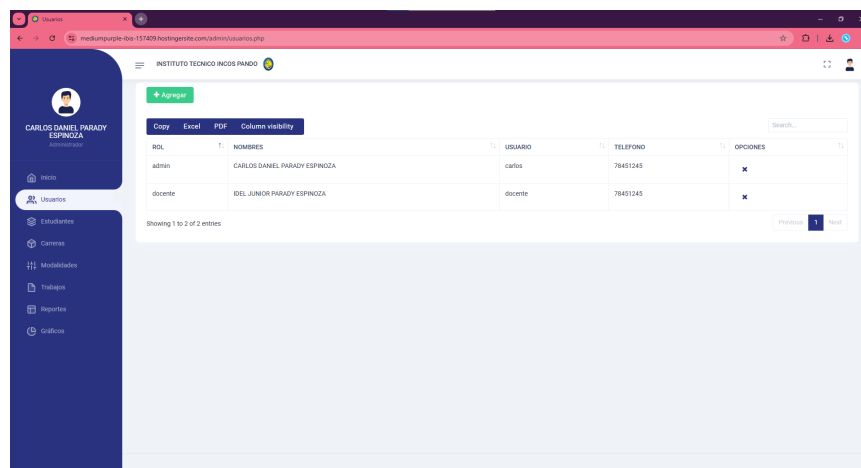 Usuarios
mediumpurple-ibis-157409.hostingersite.com/admin/usuarios.php
INSTITUTO TECNICO INCOS PANDO
CARLOS DANIEL PARADY
ESPINOZA
Administrador
Inicio
Usuarios
Estudiantes
Carreras
Modalidades
Trabajos
Reportes
Gráficos
+ Agregar
Copy Excel PDF Column visibility
Search...
ROL NOMBRES USUARIO TELEFONO OPCIONES
admin CARLOS DANIEL PARADY ESPINOZA carlos 78451245
docente IDEL JUNIOR PARADY ESPINOZA docente 78451245
Showing 1 to 2 of 2 entries
Previous 1 Next